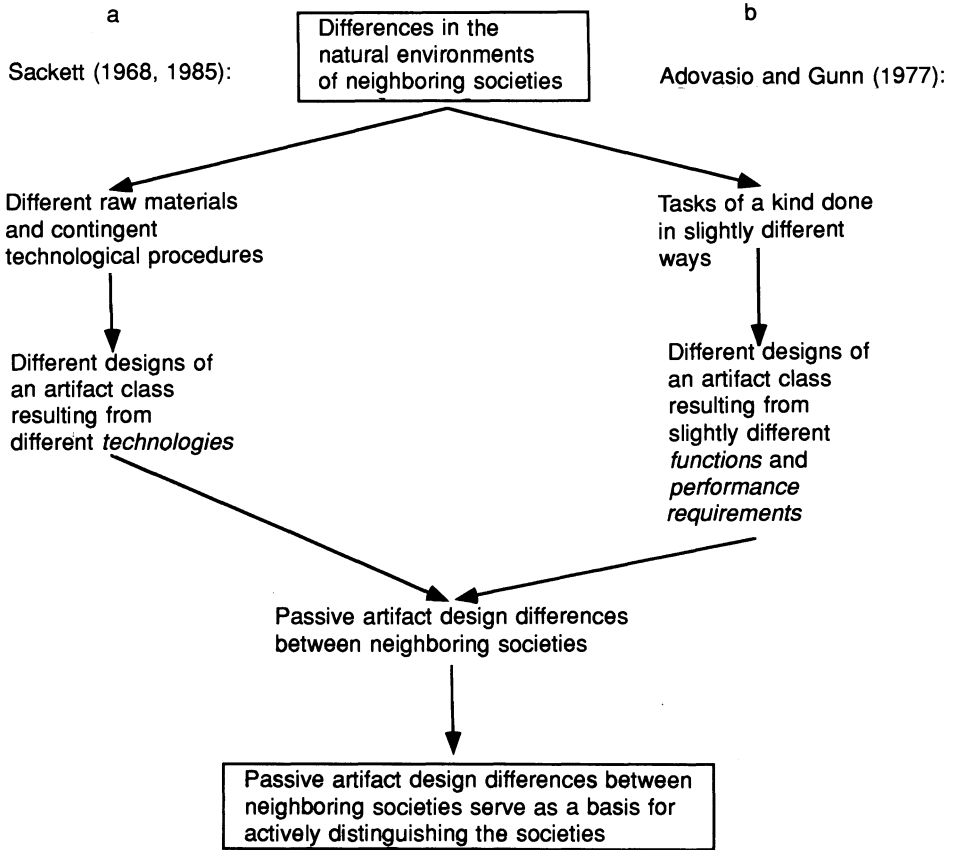 a
b
Sackett (1968, 1985):
Differences in the
natural environments
of neighboring societies
Adovasio and Gunn (1977):
Different raw materials
and contingent
technological procedures
Tasks of a kind done
in slightly different
ways
Different designs of
an artifact class
resulting from
different technologies
Different designs of
an artifact class
resulting from
slightly different
functions and
performance
requirements
Passive artifact design differences
between neighboring societies
Passive artifact design differences between
neighboring societies serve as a basis for
actively distinguishing the societies